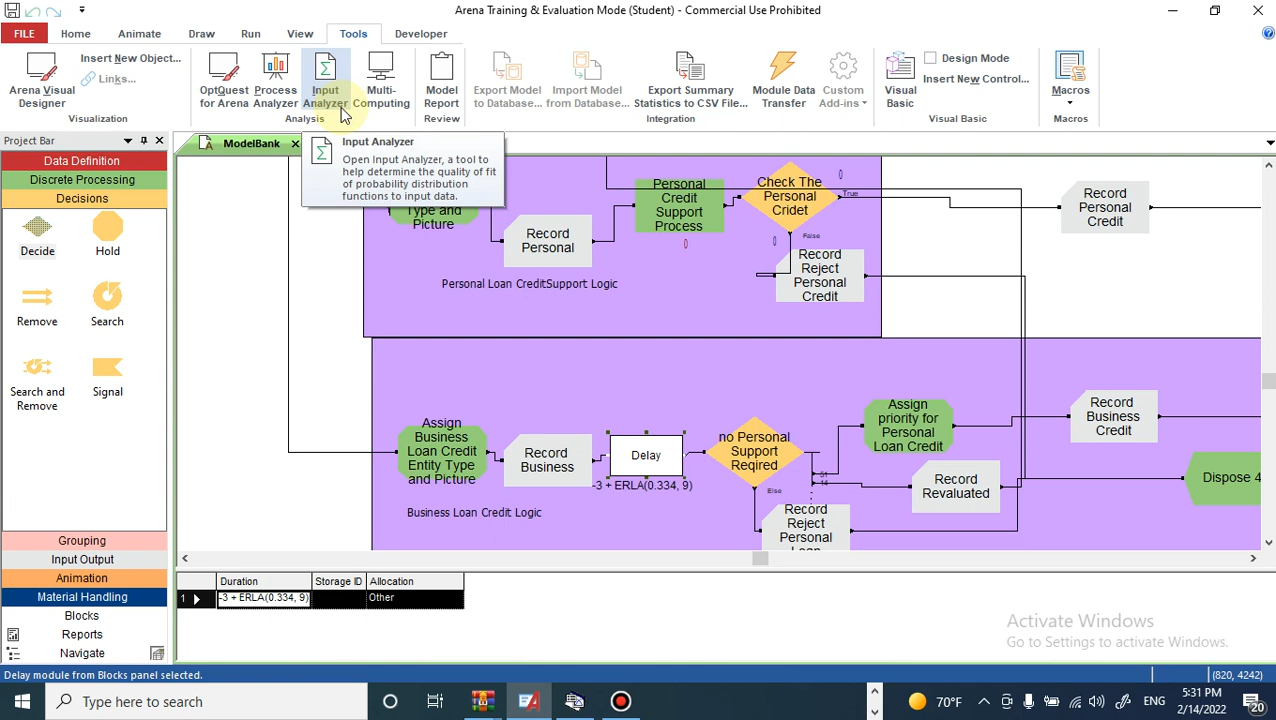 Arena Training & Evaluation Mode (Student) - Commercial Use Prohibited
FILE
Home
Animate
Draw
Run
View
Tools
Developer
Arena Visual
Designer
Insert New Object...
Links...
Visualization
OptQuest
for Arena
Process
Analyzer
Input
Analyzer
Multi-
Computing
Analysis
Model
Report
Review
Export Model
to Database...
Import Model
from Database...
Export Summary
Statistics to CSV File...
Module Data
Transfer
Custom
Add-ins
Integration
Visual
Basic
Design Mode
Insert New Control...
Visual Basic
Macros
Macros
Project Bar
ModelBank
Data Definition
Discrete Processing
Decisions
Decide
Hold
Remove
Search
Search and
Remove
Signal
Grouping
Input Output
Animation
Material Handling
Blocks
Reports
Navigate
Input Analyzer
Open Input Analyzer, a tool to
help determine the quality of fit
of probability distribution
functions to input data.
Type and
Picture
Record
Personal
Personal
Credit
Support
Process
0
Check The
Personal
Cridet
True
0
False
0
Record
Reject
Personal
Credit
Record
Personal
Credit
Personal Loan CreditSupport Logic
Assign
Business
Loan Credit
Entity Type
and Picture
Record
Business
Delay
-3 + ERLA(0.334, 9)
no Personal
Support
Reqired
51
14
Else
Assign
priority for
Personal
Loan Credit
Record
Revaluated
Record
Reject
Personal
Loan
Record
Business
Credit
Dispose 4
Business Loan Credit Logic
Duration
Storage ID
Allocation
1
-3 + ERLA(0.334, 9)
Other
Activate Windows
Go to Settings to activate Windows.
Delay module from Blocks panel selected.
(820, 4242)
Type here to search
70°F
ENG
5:31 PM
2/14/2022
20